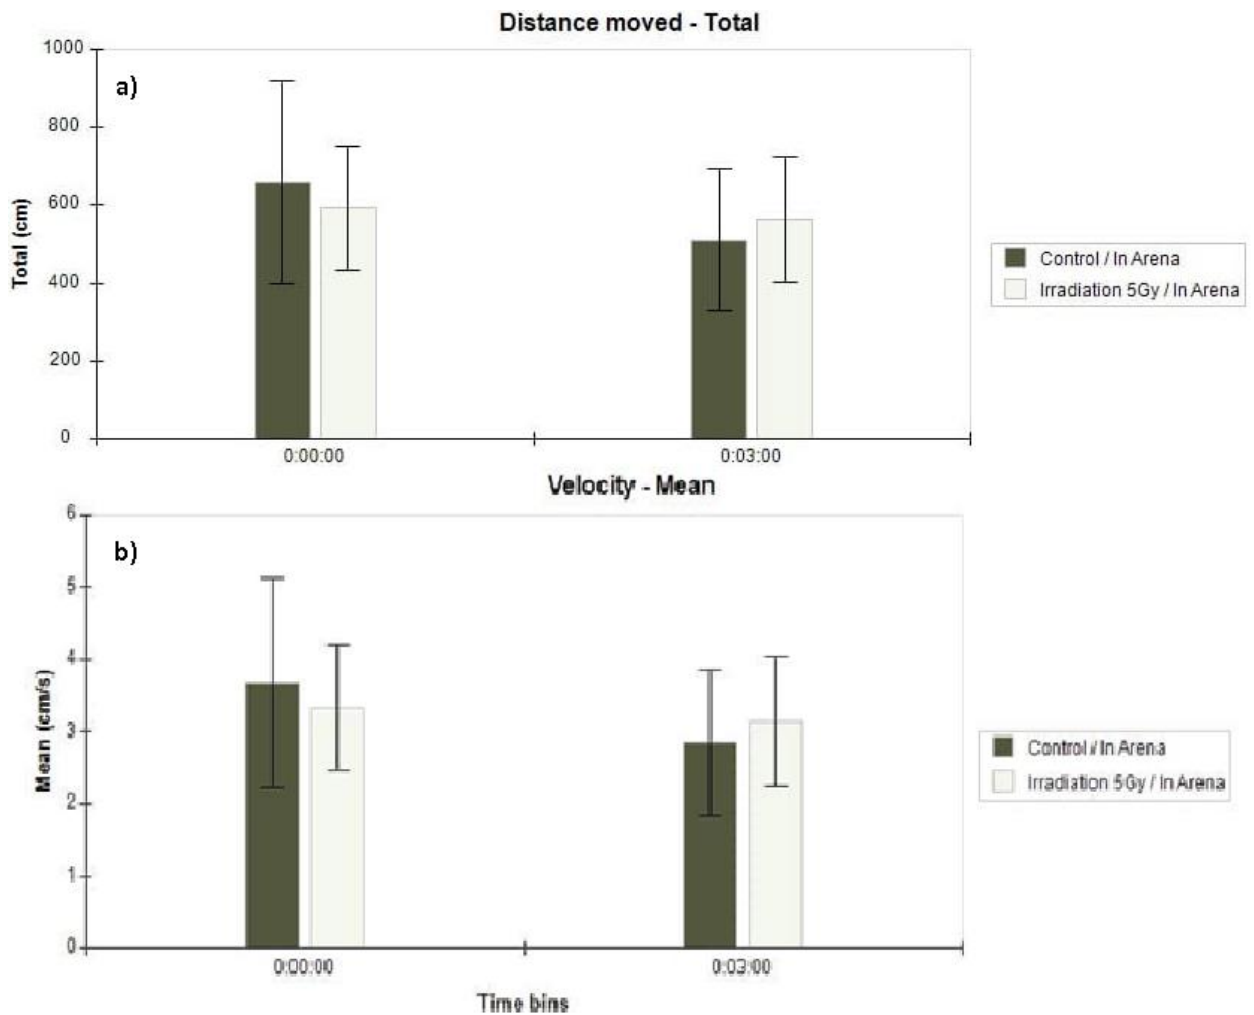 Distance moved - Total
a)
Total (cm)
1000
800
600
400
200
0
0:00:00
0:03:00
Control / In Arena
Irradiation 5Gy / In Arena
Velocity - Mean
b)
Mean (cm/s)
6
5
4
3
2
1
0
0:00:00
0:03:00
Time bins
Control / In Arena
Irradiation 5Gy / In Arena